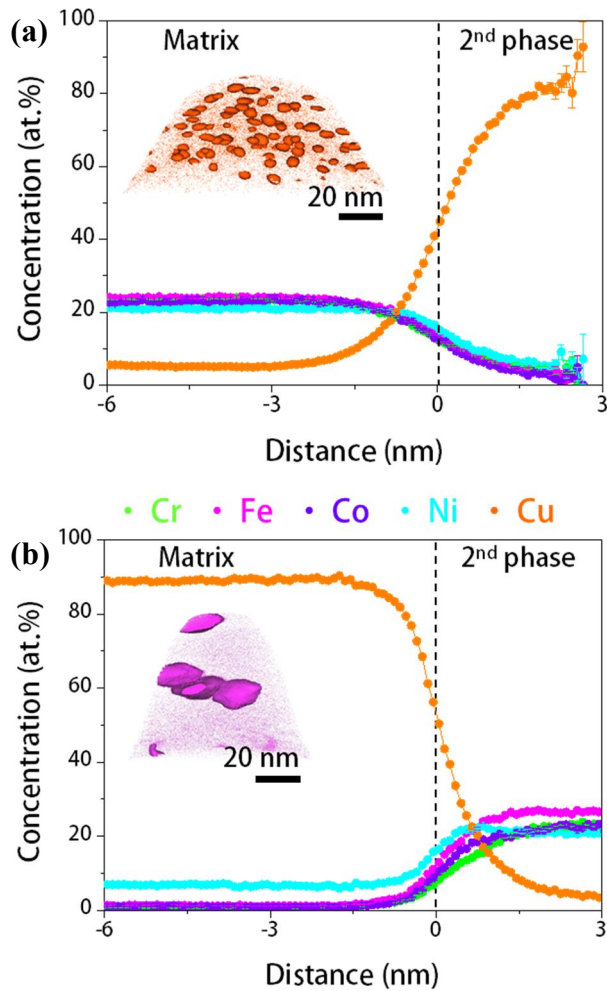 (a)
100
80
60
40
20
0
Concentration (at.%)
Matrix
2nd phase
20 nm
-6
-3
0
3
Distance (nm)
• Cr • Fe • Co • Ni • Cu
(b)
100
80
60
40
20
0
Concentration (at.%)
Matrix
2nd phase
20 nm
-6
-3
0
3
Distance (nm)